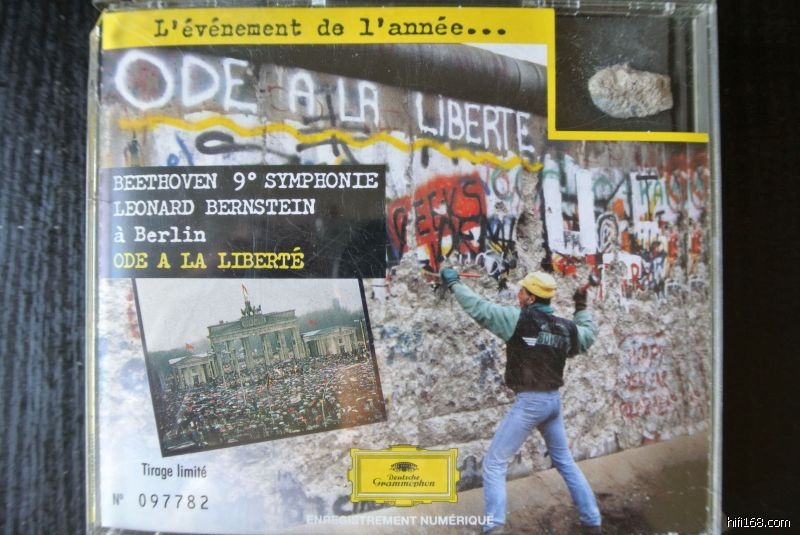 L'événement de l'année...
ODE A LA LIBERTE
BEETHOVEN 9° SYMPHONIE
LEONARD BERNSTEIN
à Berlin
ODE A LA LIBERTÉ
Tirage limité
N° 097782
Deutsche
Grammophon
ENREGISTREMENT NUMÉRIQUE
hifi168.com